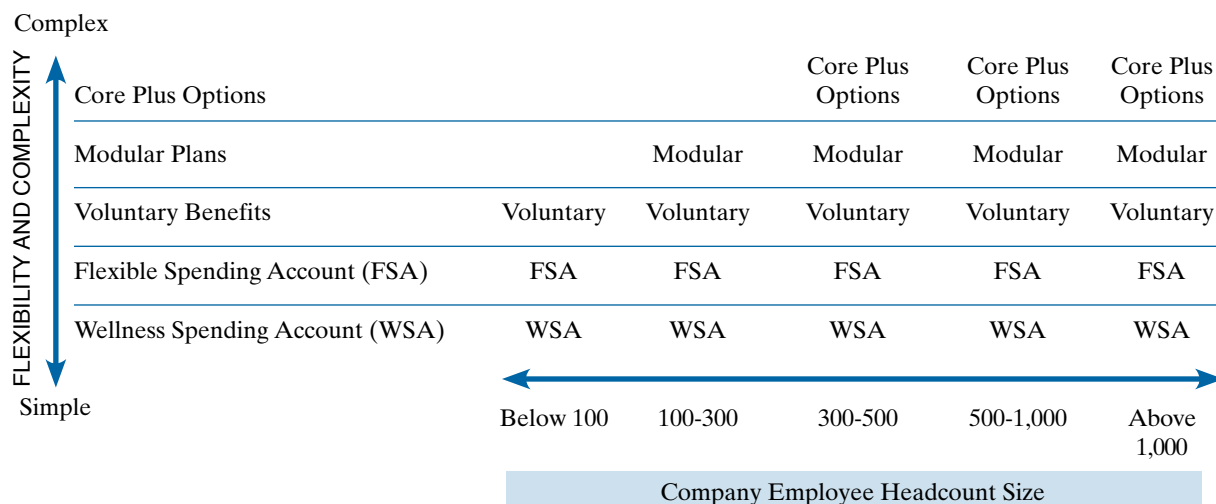 Complex
FLEXIBILITY AND COMPLEXITY
Core Plus Options Core Plus Options Core Plus Options Core Plus Options
Modular Plans Modular Modular Modular Modular
Voluntary Benefits Voluntary Voluntary Voluntary Voluntary Voluntary
Flexible Spending Account (FSA) FSA FSA FSA FSA FSA
Wellness Spending Account (WSA) WSA WSA WSA WSA WSA
Simple
Below 100 100-300 300-500 500-1,000 Above 1,000
Company Employee Headcount Size